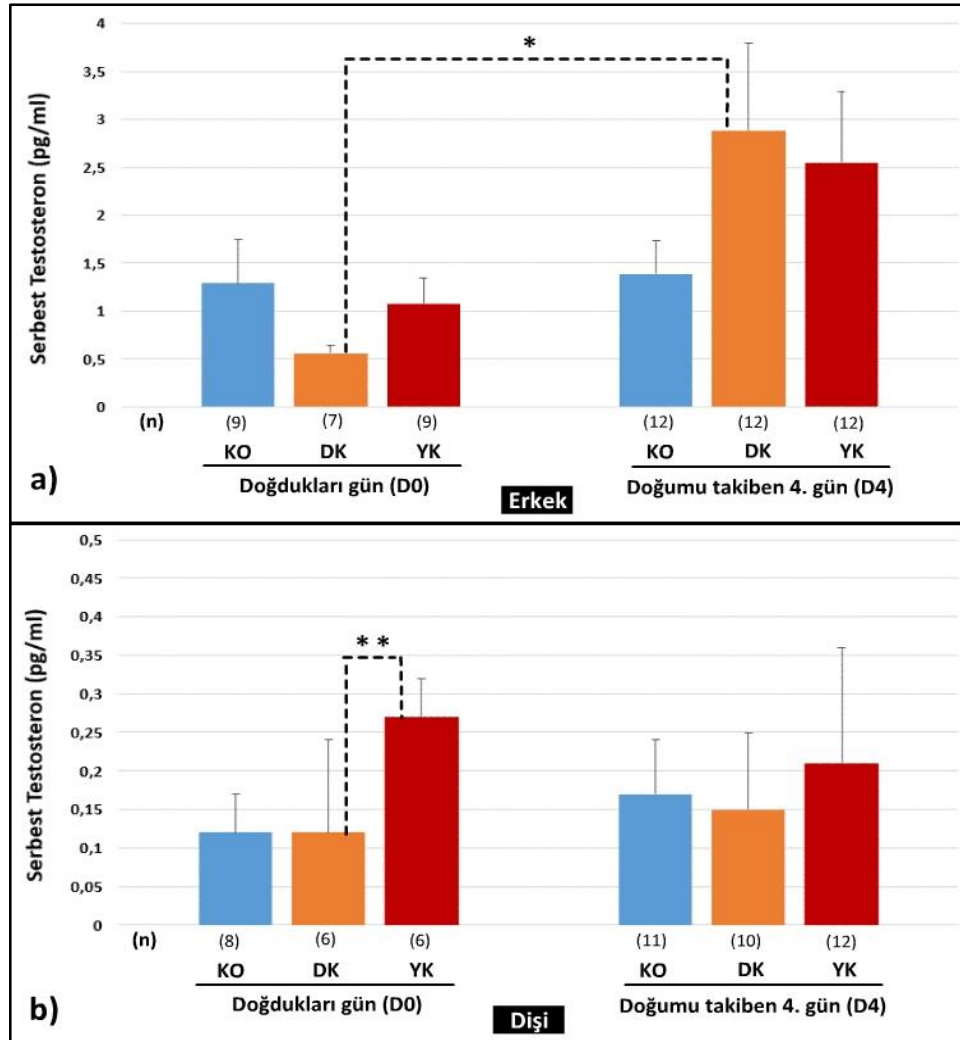 Serbest Testosteron (pg/ml)
4
3,5
3
2,5
2
1,5
1
0,5
0
*
(n) (9) (7) (9) (12) (12) (12)
KO DK YK KO DK YK
Doğdukları gün (D0) Doğumu takiben 4. gün (D4)
a) Erkek
Serbest Testosteron (pg/ml)
0,5
0,45
0,4
0,35
0,3
0,25
0,2
0,15
0,1
0,05
0
* *
(n) (8) (6) (6) (11) (10) (12)
KO DK YK KO DK YK
Doğdukları gün (D0) Doğumu takiben 4. gün (D4)
b) Dişi